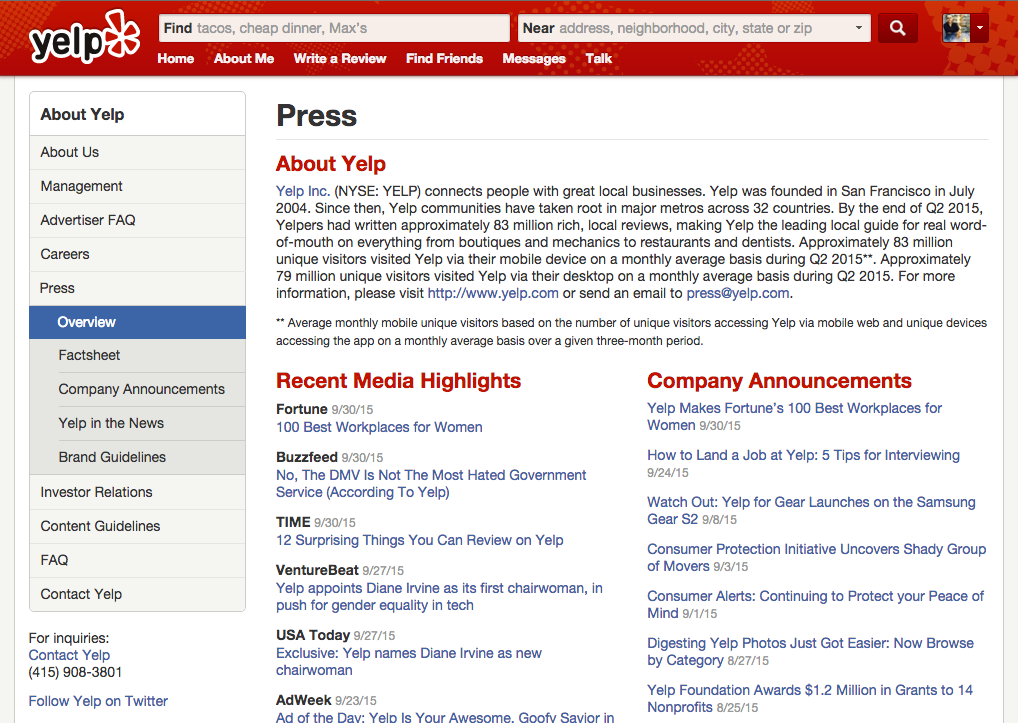 yelp
Find tacos, cheap dinner, Max's
Near address, neighborhood, city, state or zip
Home About Me Write a Review Find Friends Messages Talk
About Yelp
About Us
Management
Advertiser FAQ
Careers
Press
Overview
Factsheet
Company Announcements
Yelp in the News
Brand Guidelines
Investor Relations
Content Guidelines
FAQ
Contact Yelp
For inquiries:
Contact Yelp
(415) 908-3801
Follow Yelp on Twitter
Press
About Yelp
Yelp Inc. (NYSE: YELP) connects people with great local businesses. Yelp was founded in San Francisco in July
2004. Since then, Yelp communities have taken root in major metros across 32 countries. By the end of Q2 2015,
Yelpers had written approximately 83 million rich, local reviews, making Yelp the leading local guide for real word-
of-mouth on everything from boutiques and mechanics to restaurants and dentists. Approximately 83 million
unique visitors visited Yelp via their mobile device on a monthly average basis during Q2 2015**. Approximately
79 million unique visitors visited Yelp via their desktop on a monthly average basis during Q2 2015. For more
information, please visit http://www.yelp.com or send an email to press@yelp.com.
** Average monthly mobile unique visitors based on the number of unique visitors accessing Yelp via mobile web and unique devices
accessing the app on a monthly average basis over a given three-month period.
Recent Media Highlights
Fortune 9/30/15
100 Best Workplaces for Women
Buzzfeed 9/30/15
No, The DMV Is Not The Most Hated Government
Service (According To Yelp)
TIME 9/30/15
12 Surprising Things You Can Review on Yelp
VentureBeat 9/27/15
Yelp appoints Diane Irvine as its first chairwoman, in
push for gender equality in tech
USA Today 9/27/15
Exclusive: Yelp names Diane Irvine as new
chairwoman
AdWeek 9/23/15
Ad of the Day: Yelp Is Your Awesome, Goofy Savior in
Company Announcements
Yelp Makes Fortune's 100 Best Workplaces for
Women 9/30/15
How to Land a Job at Yelp: 5 Tips for Interviewing
9/24/15
Watch Out: Yelp for Gear Launches on the Samsung
Gear S2 9/8/15
Consumer Protection Initiative Uncovers Shady Group
of Movers 9/3/15
Consumer Alerts: Continuing to Protect your Peace of
Mind 9/1/15
Digesting Yelp Photos Just Got Easier: Now Browse
by Category 8/27/15
Yelp Foundation Awards $1.2 Million in Grants to 14
Nonprofits 8/25/15